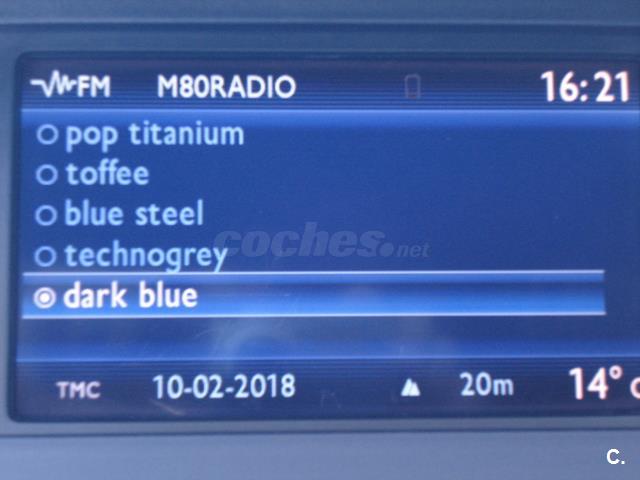 FM M80RADIO 16:21
pop titanium
toffee
blue steel
technogrey
coches.net
dark blue
TMC 10-02-2018 20m 14° C
C.